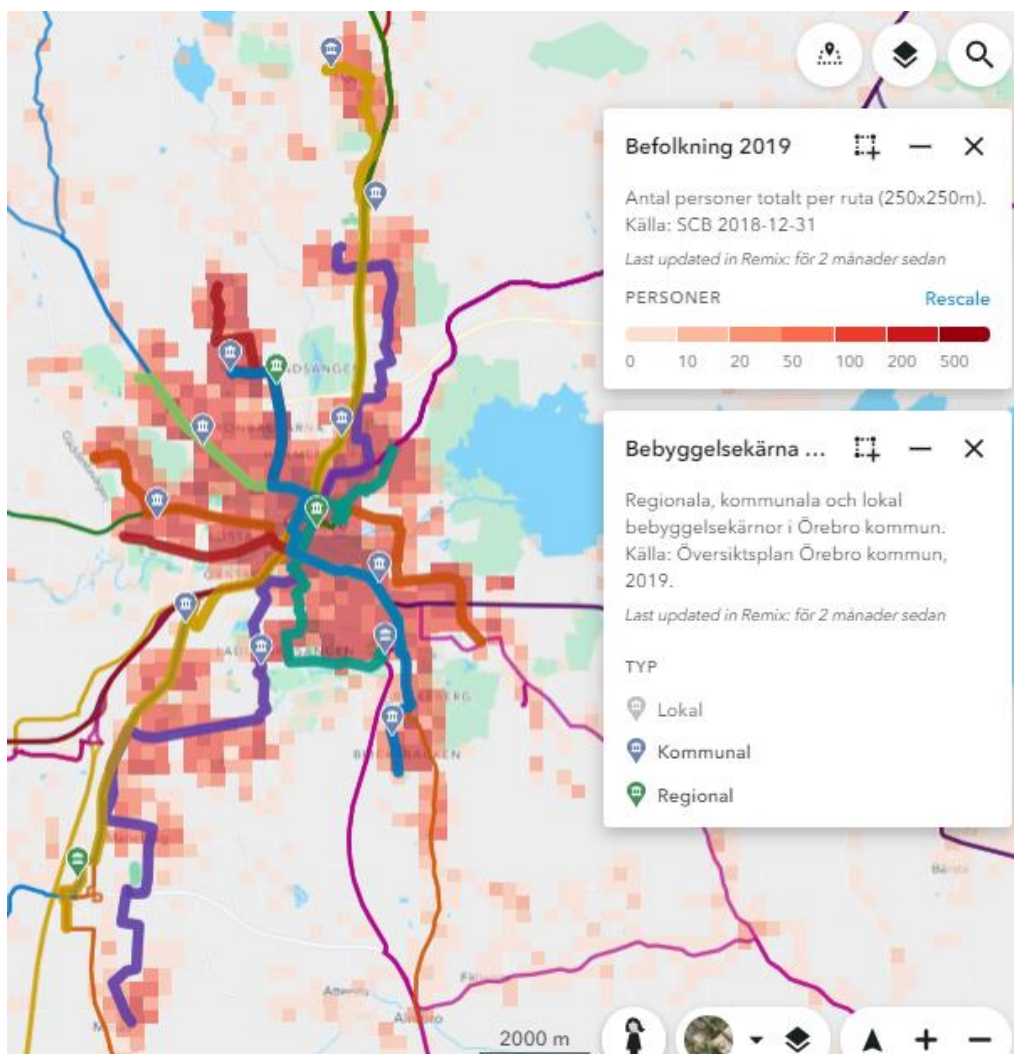 Befolkning 2019
Antal personer totalt per ruta (250x250m).
Källa: SCB 2018-12-31
Last updated in Remix: för 2 månader sedan
PERSONER
Rescale
0 10 20 50 100 200 500
Bebyggelsekärna ...
Regionala, kommunala och lokal
bebyggelsekärnor i Örebro kommun.
Källa: Översiktsplan Örebro kommun,
2019.
Last updated in Remix: för 2 månader sedan
TYP
Lokal
Kommunal
Regional
2000 m